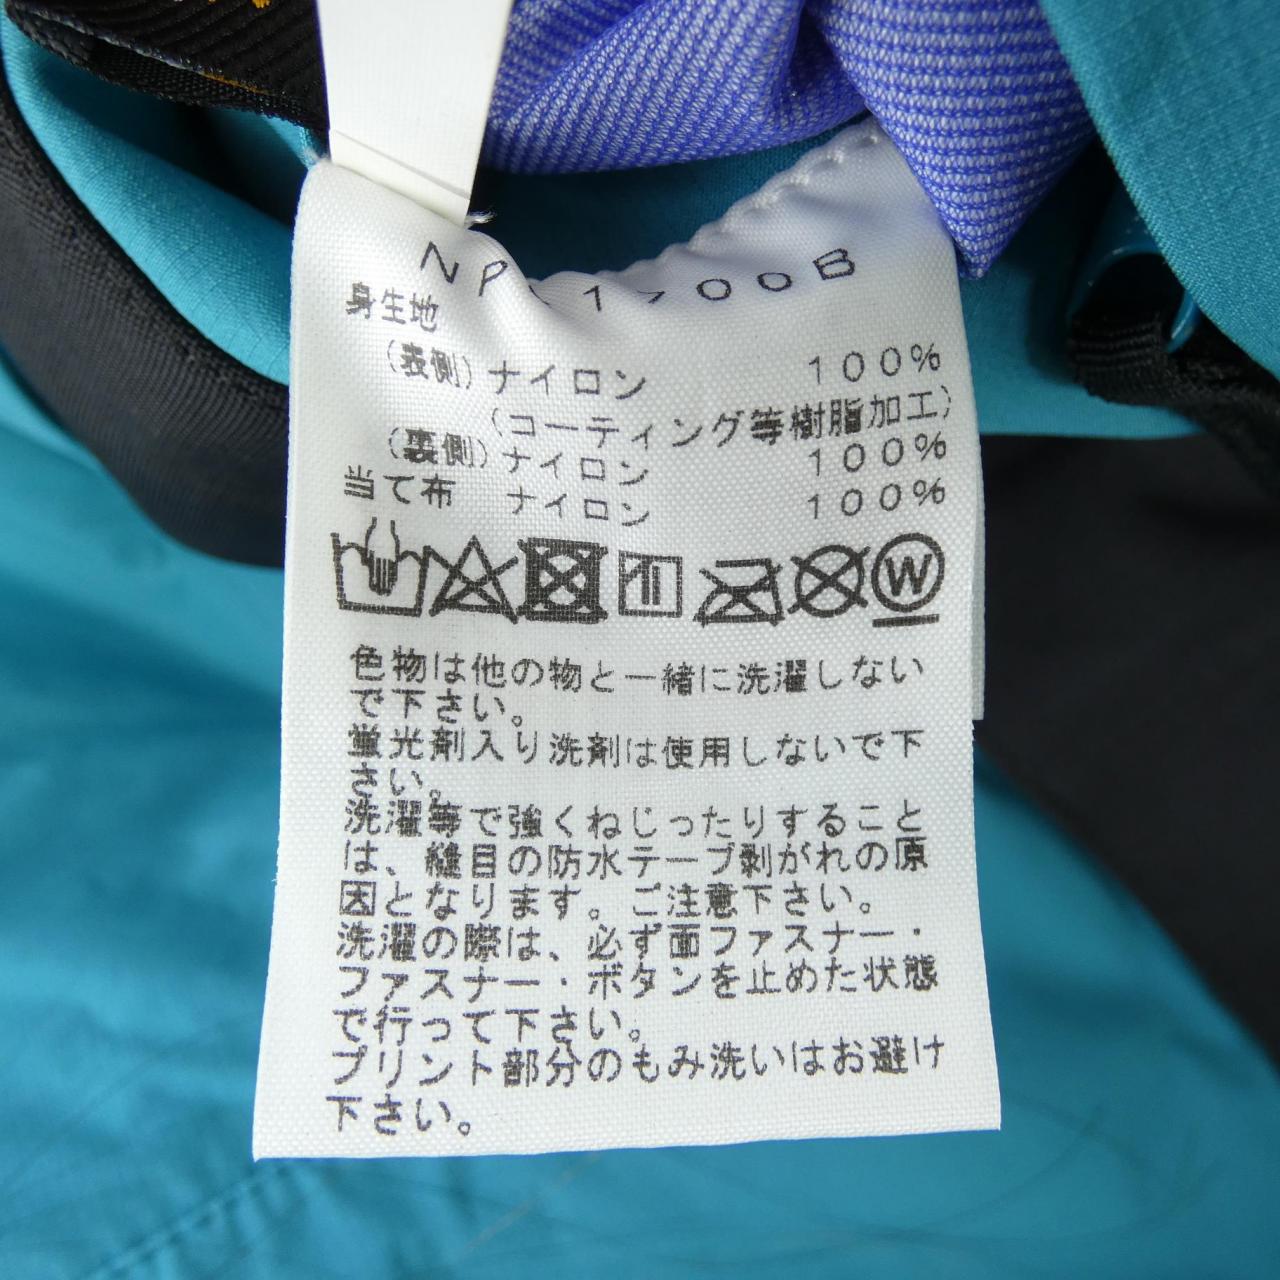 身生地
(表側)ナイロン 100%
(コーティング等樹脂加工)
(裏側)ナイロン 100%
当て布 ナイロン 100%
W
色物は他の物と一緒に洗濯しない
で下さい。
蛍光剤入り洗剤は使用しないで下
さい。
洗濯等で強くねじったりすること
は、縫目の防水テープ剥がれの原
因となります。ご注意下さい。
洗濯の際は、必ず面ファスナー・
ファスナー・ボタンを止めた状態
で行って下さい。
プリント部分のもみ洗いはお避け
下さい。